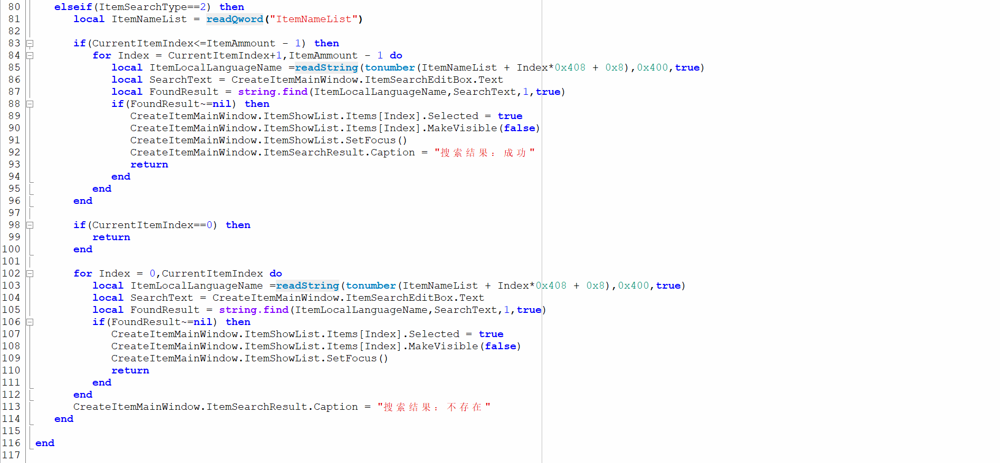 80 elseif(ItemSearchType==2) then
81 local ItemNameList = readQword("ItemNameList")
82
83 if(CurrentItemIndex<=ItemAmmount - 1) then
84 for Index = CurrentItemIndex+1,ItemAmmount - 1 do
85 local ItemLocalLanguageName =readString(tonumber(ItemNameList + Index*0x408 + 0x8),0x400,true)
86 local SearchText = CreateItemMainWindow.ItemSearchEditBox.Text
87 local FoundResult = string.find(ItemLocalLanguageName,SearchText,1,true)
88 if(FoundResult~=nil) then
89 CreateItemMainWindow.ItemShowList.Items[Index].Selected = true
90 CreateItemMainWindow.ItemShowList.Items[Index].MakeVisible(false)
91 CreateItemMainWindow.ItemShowList.SetFocus()
92 CreateItemMainWindow.ItemSearchResult.Caption = "搜索结果：成功"
93 return
94 end
95 end
96 end
97
98 if(CurrentItemIndex==0) then
99 return
100 end
101
102 for Index = 0,CurrentItemIndex do
103 local ItemLocalLanguageName =readString(tonumber(ItemNameList + Index*0x408 + 0x8),0x400,true)
104 local SearchText = CreateItemMainWindow.ItemSearchEditBox.Text
105 local FoundResult = string.find(ItemLocalLanguageName,SearchText,1,true)
106 if(FoundResult~=nil) then
107 CreateItemMainWindow.ItemShowList.Items[Index].Selected = true
108 CreateItemMainWindow.ItemShowList.Items[Index].MakeVisible(false)
109 CreateItemMainWindow.ItemShowList.SetFocus()
110 return
111 end
112 end
113 CreateItemMainWindow.ItemSearchResult.Caption = "搜索结果：不存在"
114 end
115
116 end
117